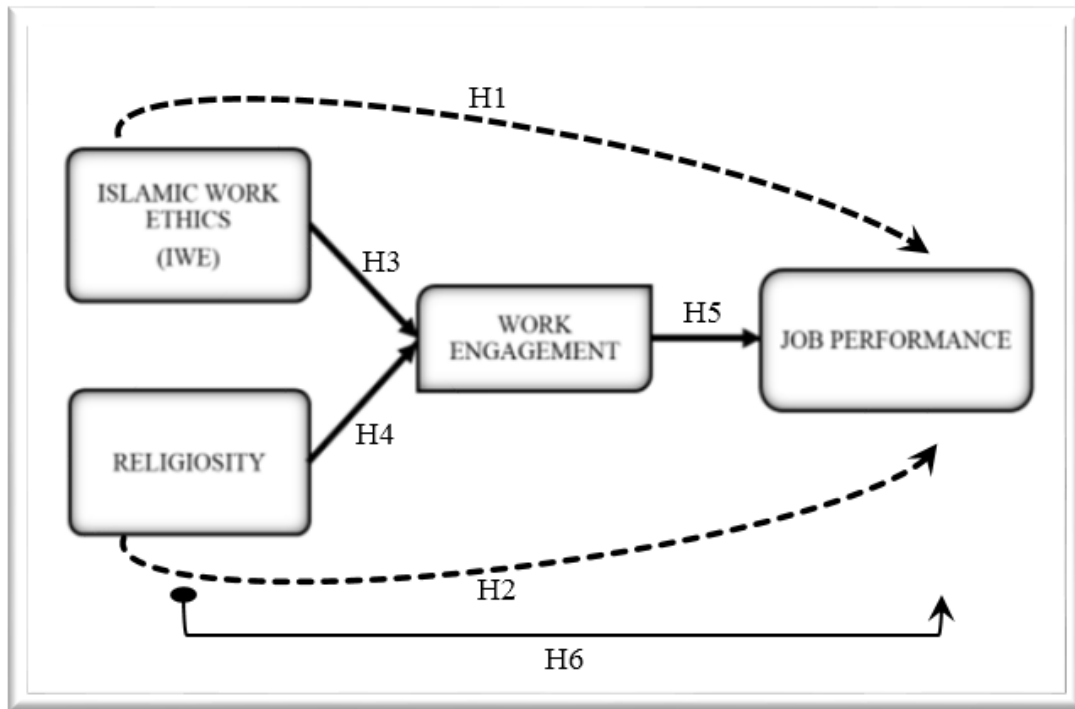 H1
ISLAMIC WORK
ETHICS
(IWE)
H3
WORK
ENGAGEMENT
H5
JOB PERFORMANCE
H4
RELIGIOSITY
H2
H6